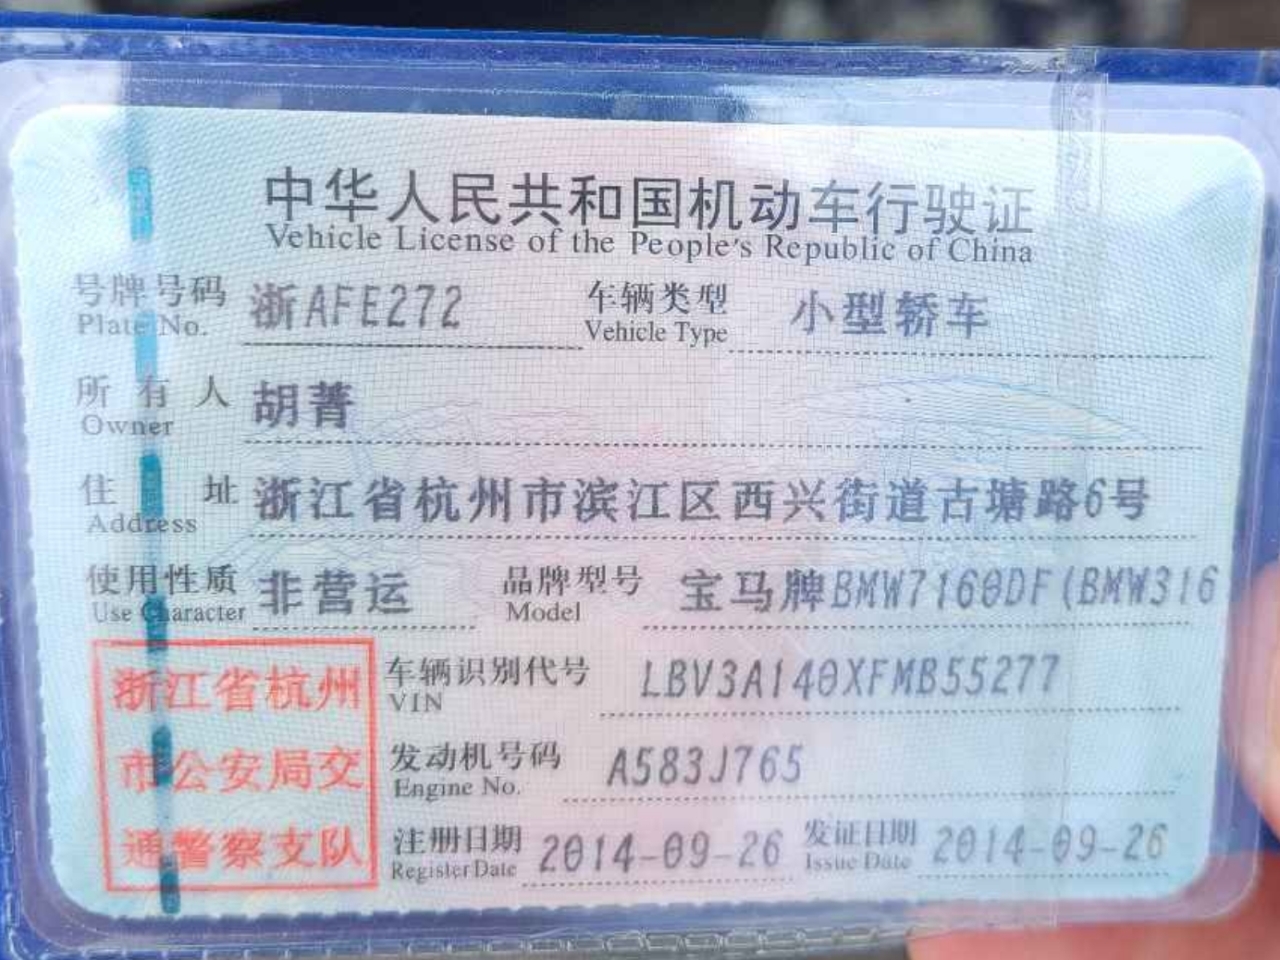 中华人民共和国机动车行驶证
Vehicle License of the People's Republic of China
号牌号码 浙AFE272 车辆类型 小型轿车
Plate No. Vehicle Type
所有人 胡菁
Owner
住址 浙江省杭州市滨江区西兴街道古塘路6号
Address
使用性质 非营运 品牌型号 宝马牌BMW7160DF(BMW316
Use Character Model
浙江省杭州
市公安局交
通警察支队
车辆识别代号 LBV3A140XFMB55277
VIN
发动机号码 A583J765
Engine No.
注册日期 2014-09-26 发证日期 2014-09-26
Register Date Issue Date